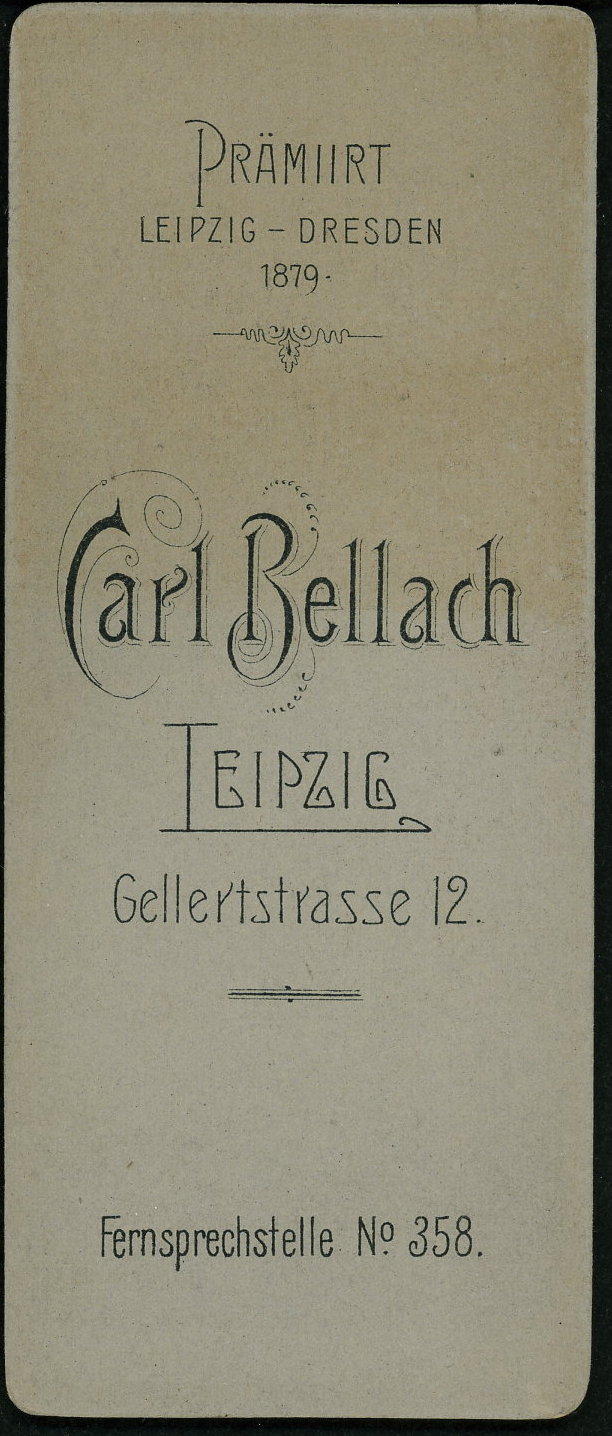 PRÄMIIRT
LEIPZIG – DRESDEN
1879.
Carl Bellach
LEIPZIG
Gellertstrasse 12.
Fernsprechstelle No 358.